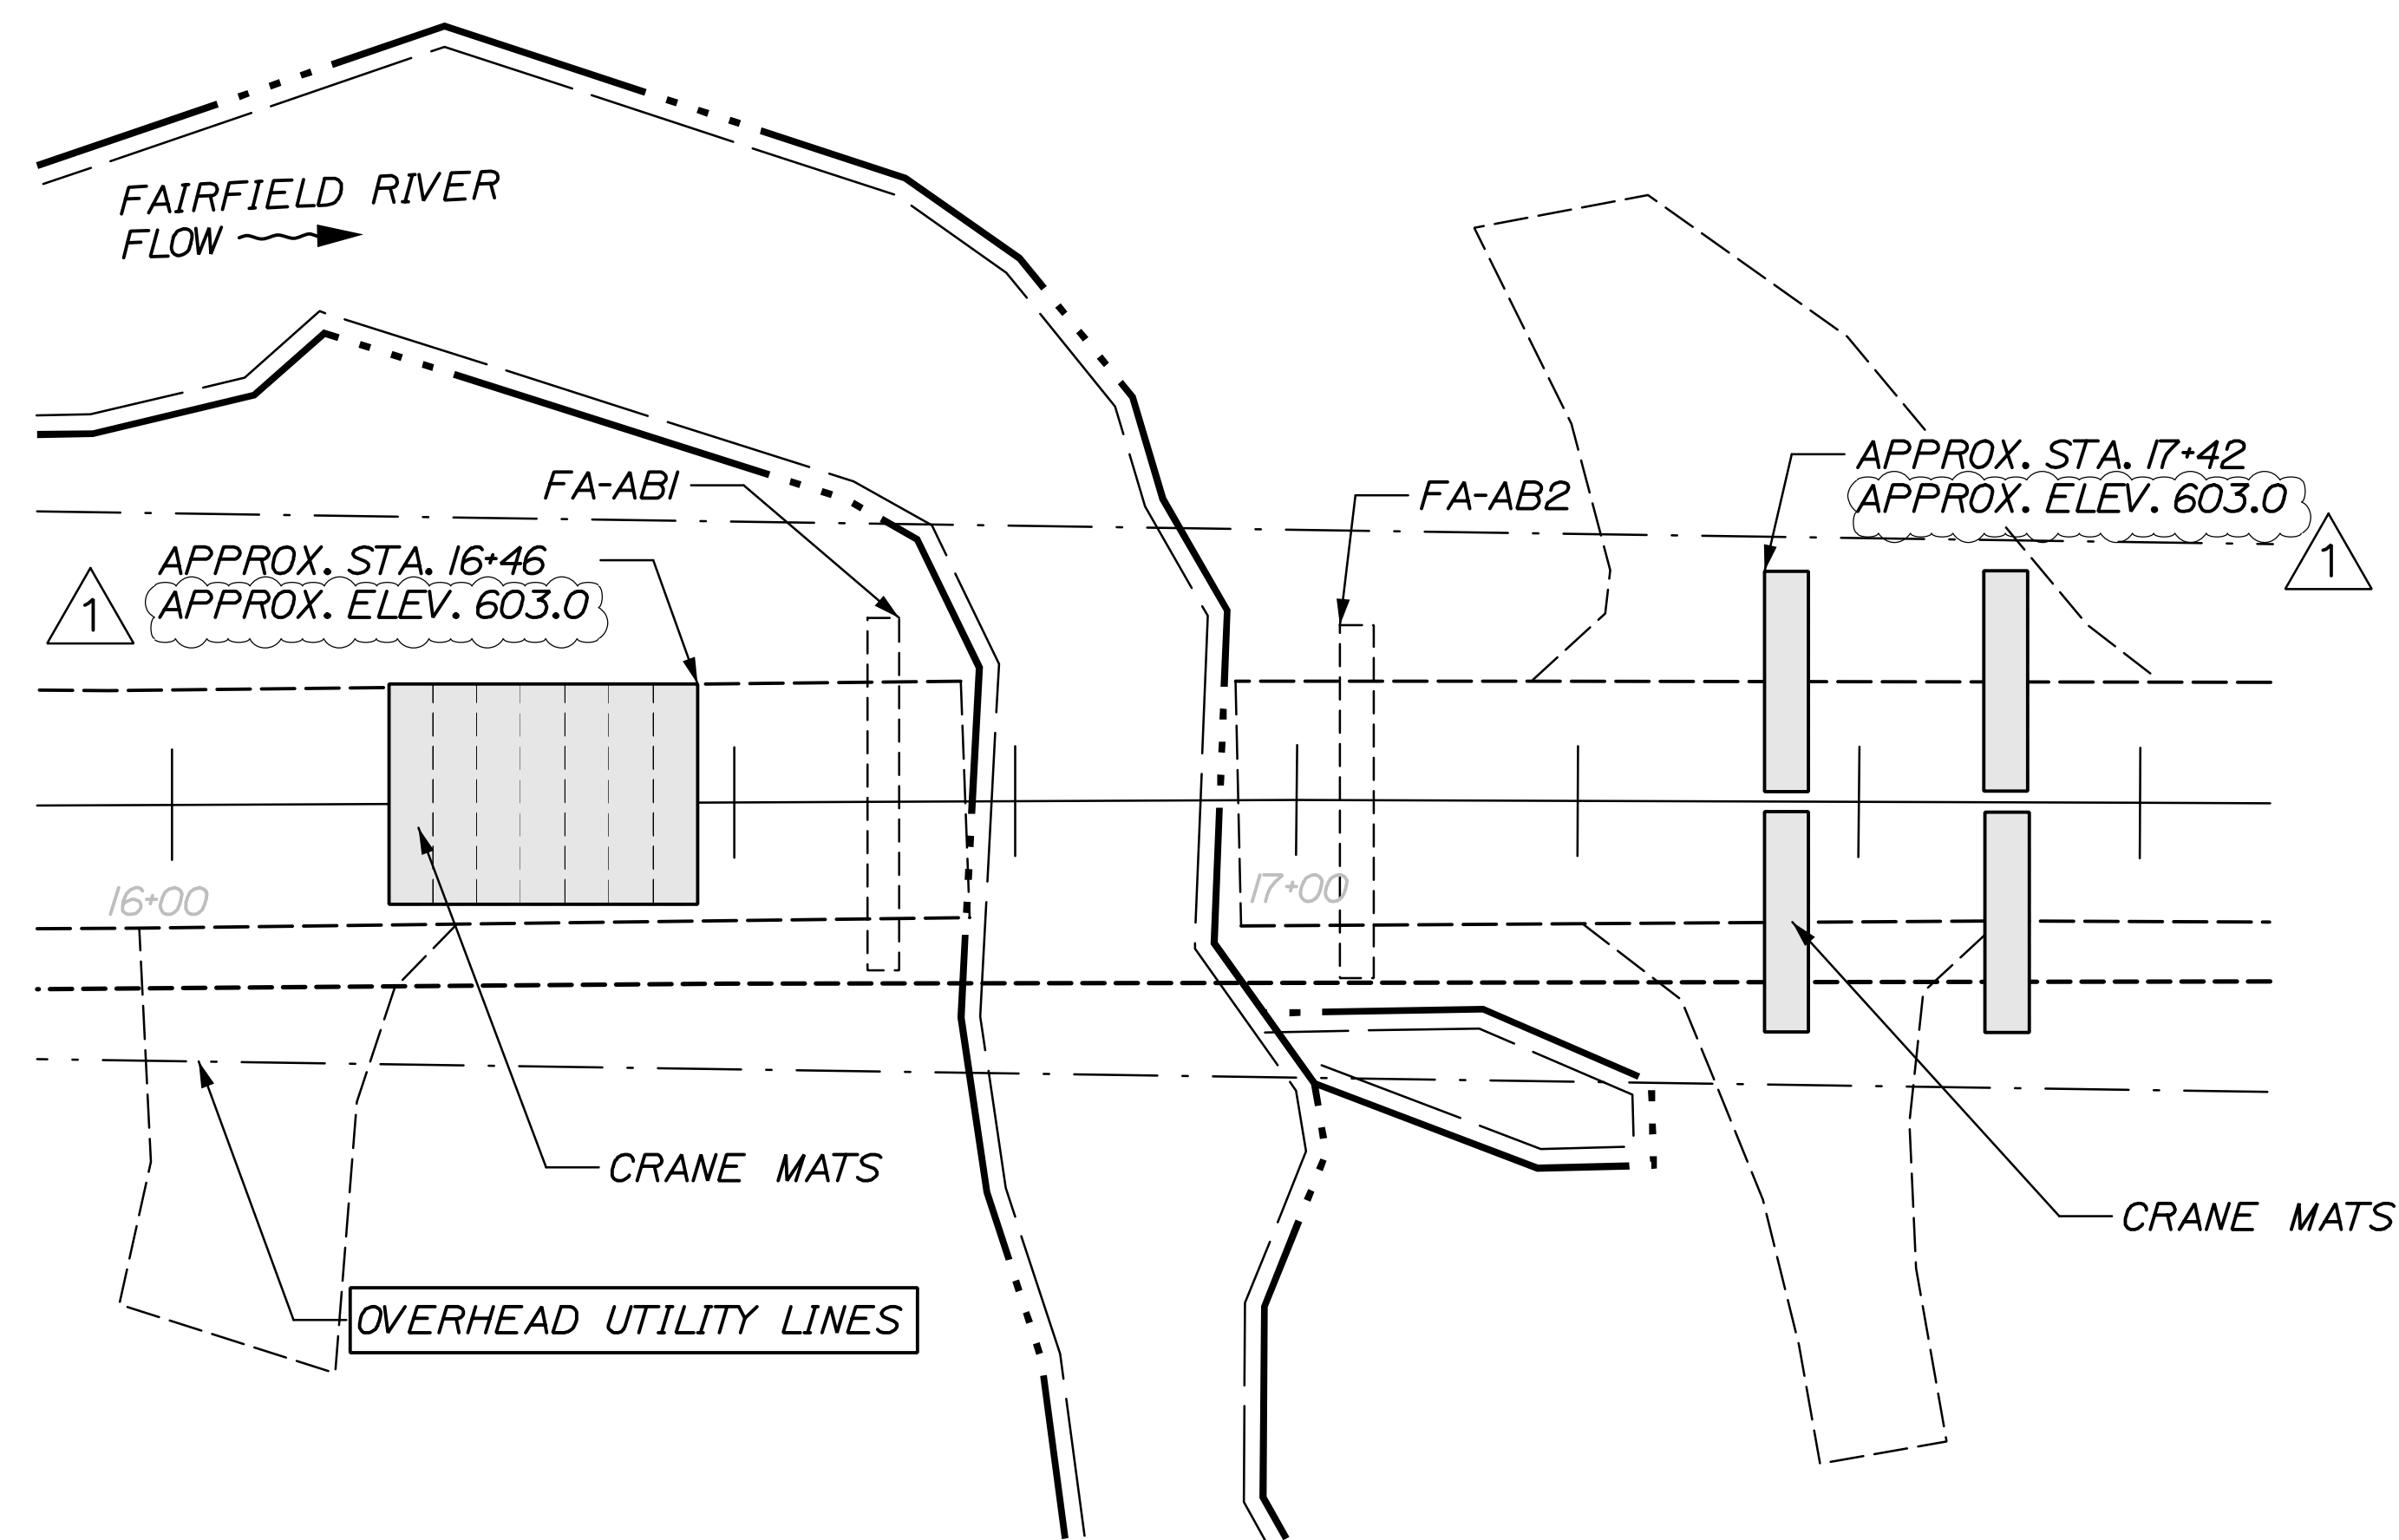 FAIRFIELD RIVER
FLOW
FA-AB1
APPROX. STA. 16+46
APPROX. ELEV. 603.0
1
FA-AB2
APPROX. STA. 17+42
APPROX. ELEV. 603.0
1
16+00
17+00
CRANE MATS
CRANE MATS
OVERHEAD UTILITY LINES